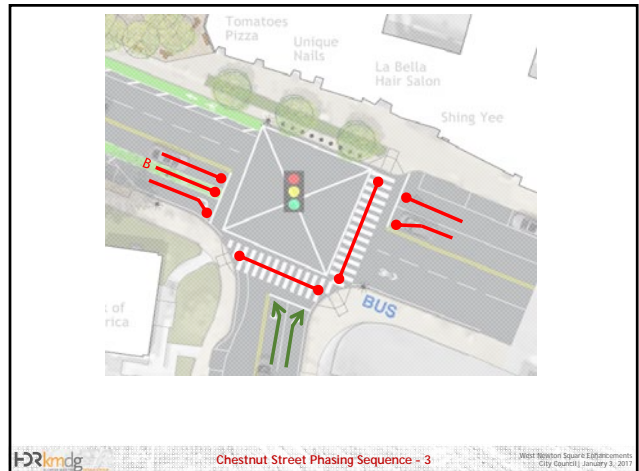 Tomatoes
Pizza
Unique
Nails
La Bella
Hair Salon
Shing Yee
B
BUS
k of
rica
HDR kmdg
Chestnut Street Phasing Sequence - 3
West Newton Square Enhancements
City Council| January 3, 2017